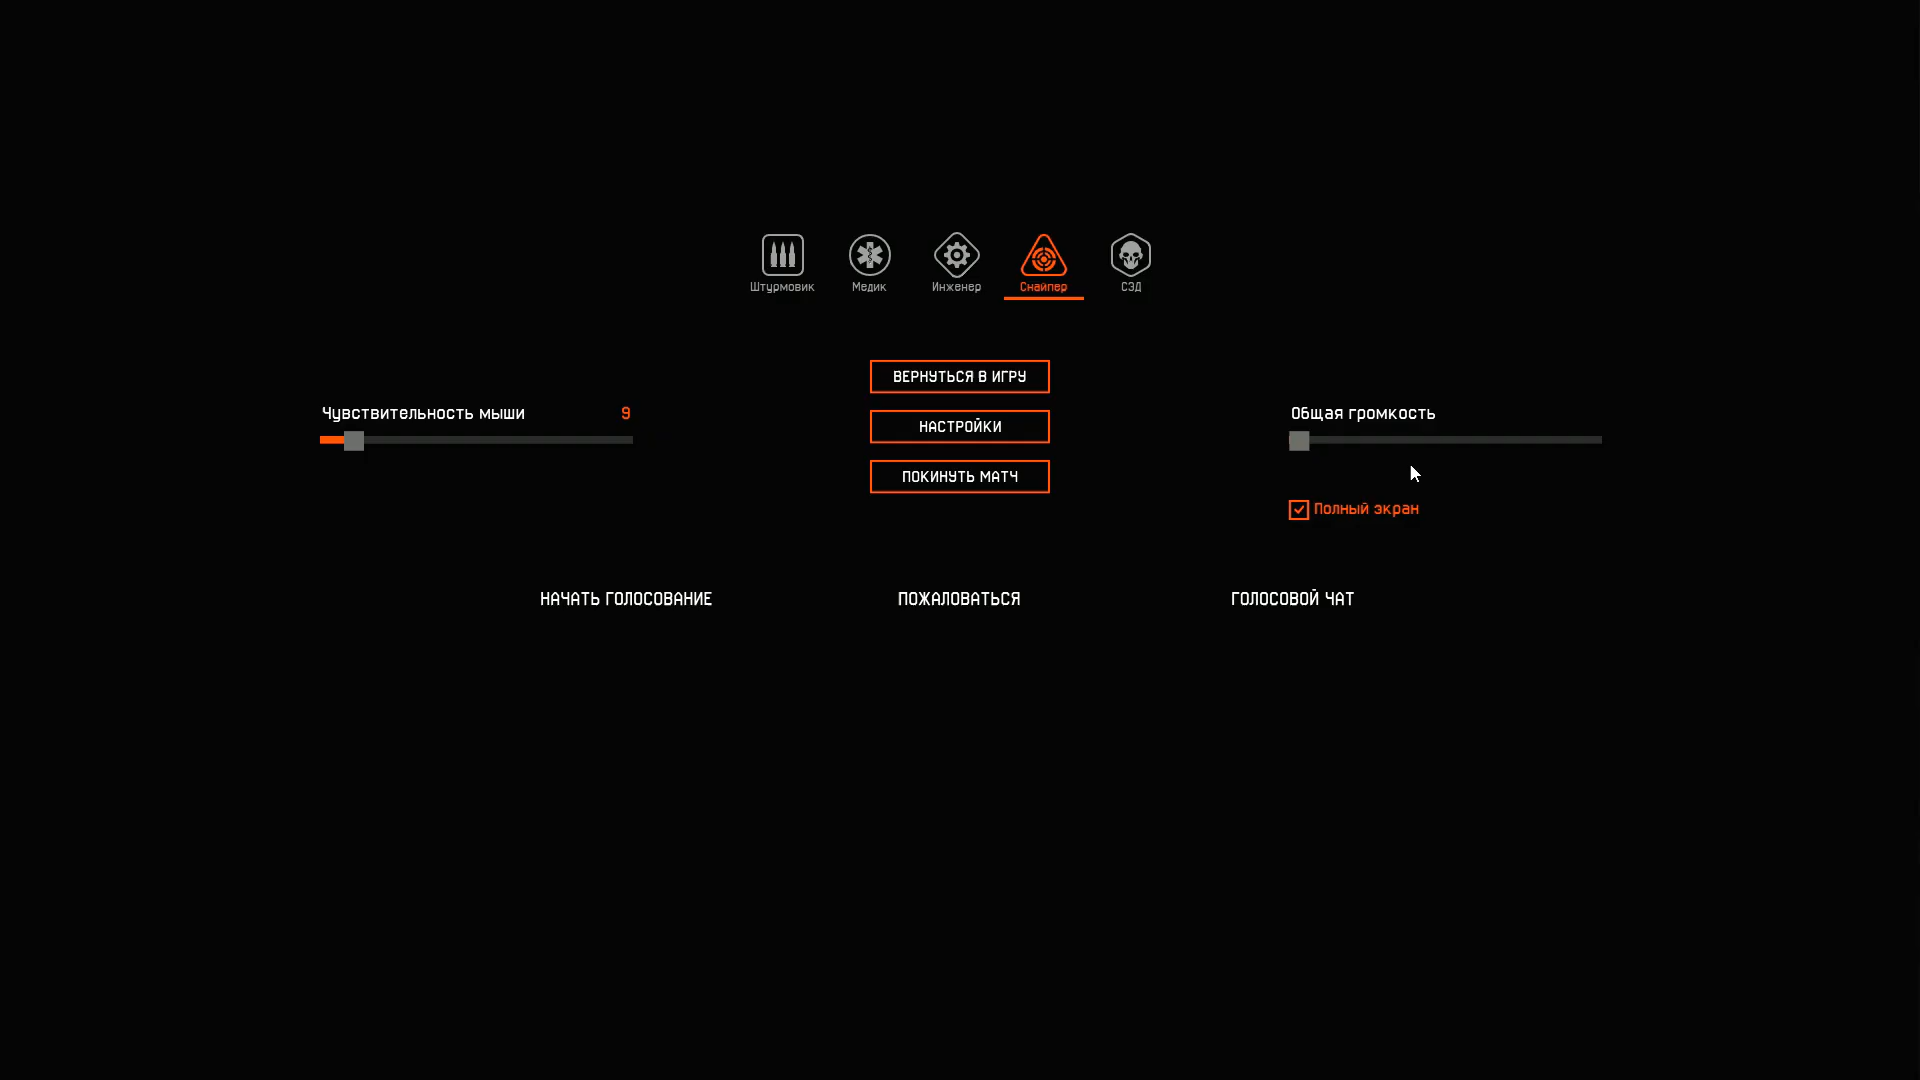 Штурмовик Медик Инженер Снайпер СЭД
ВЕРНУТЬСЯ В ИГРУ
Чувствительность мыши 9
Общая громкость
НАСТРОЙКИ
ПОКИНУТЬ МАТЧ
Полный экран
НАЧАТЬ ГОЛОСОВАНИЕ ПОЖАЛОВАТЬСЯ ГОЛОСОВОЙ ЧАТ